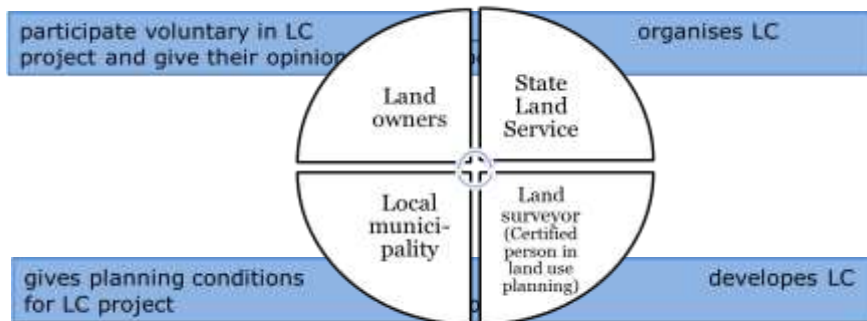 participate voluntary in LC
project and give their opinion
organises LC
Land
owners
State
Land
Service
Local
munici-
pality
Land
surveyor
(Certified
person in
land use
planning)
gives planning conditions
for LC project
developes LC